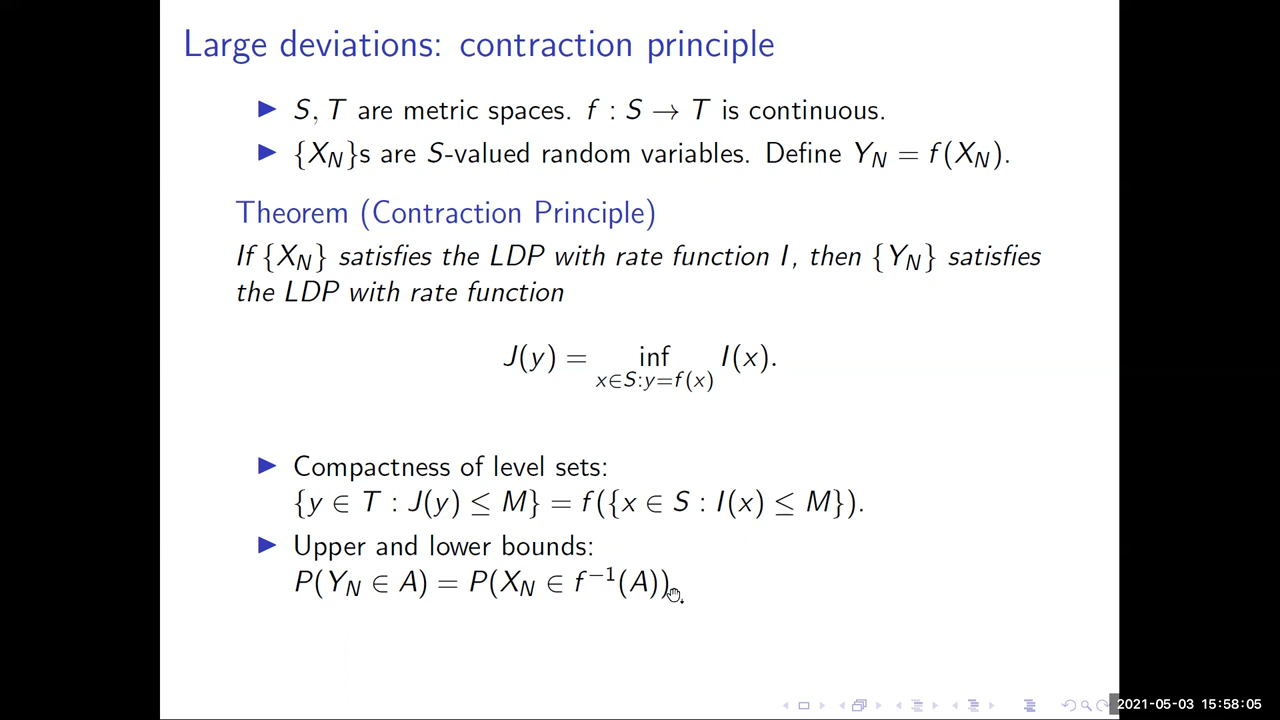 Large deviations: contraction principle
▶ S, T are metric spaces. f : S → T is continuous.
▶ {X_N}s are S-valued random variables. Define Y_N = f(X_N).
Theorem (Contraction Principle)
If {X_N} satisfies the LDP with rate function I, then {Y_N} satisfies
the LDP with rate function
J(y) = inf_{x∈S:y=f(x)} I(x).
▶ Compactness of level sets:
{y ∈ T : J(y) ≤ M} = f({x ∈ S : I(x) ≤ M}).
▶ Upper and lower bounds:
P(Y_N ∈ A) = P(X_N ∈ f^{-1}(A)).
2021-05-03 15:58:05